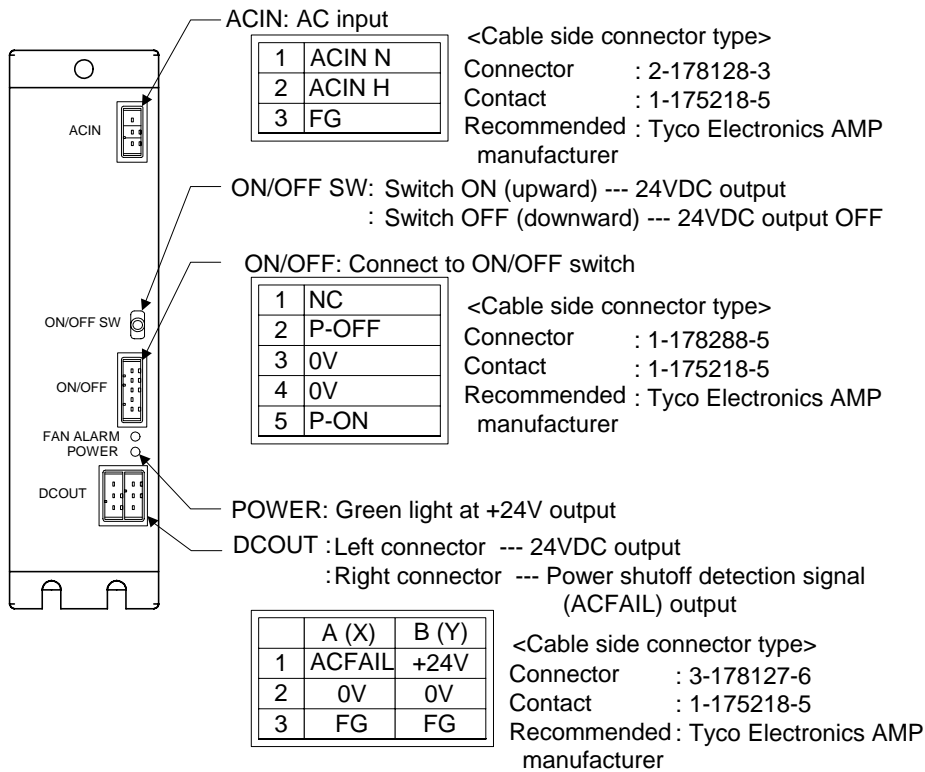 ACIN: AC input
1 ACIN N
2 ACIN H
3 FG
<Cable side connector type>
Connector : 2-178128-3
Contact : 1-175218-5
Recommended : Tyco Electronics AMP
manufacturer
ACIN
ON/OFF SW: Switch ON (upward) --- 24VDC output
: Switch OFF (downward) --- 24VDC output OFF
ON/OFF: Connect to ON/OFF switch
1 NC
2 P-OFF
3 0V
4 0V
5 P-ON
<Cable side connector type>
Connector : 1-178288-5
Contact : 1-175218-5
Recommended : Tyco Electronics AMP
manufacturer
ON/OFF SW
ON/OFF
FAN ALARM
POWER
DCOUT
POWER: Green light at +24V output
DCOUT : Left connector --- 24VDC output
: Right connector --- Power shutoff detection signal
(ACFAIL) output
A (X) B (Y)
1 ACFAIL +24V
2 0V 0V
3 FG FG
<Cable side connector type>
Connector : 3-178127-6
Contact : 1-175218-5
Recommended : Tyco Electronics AMP
manufacturer